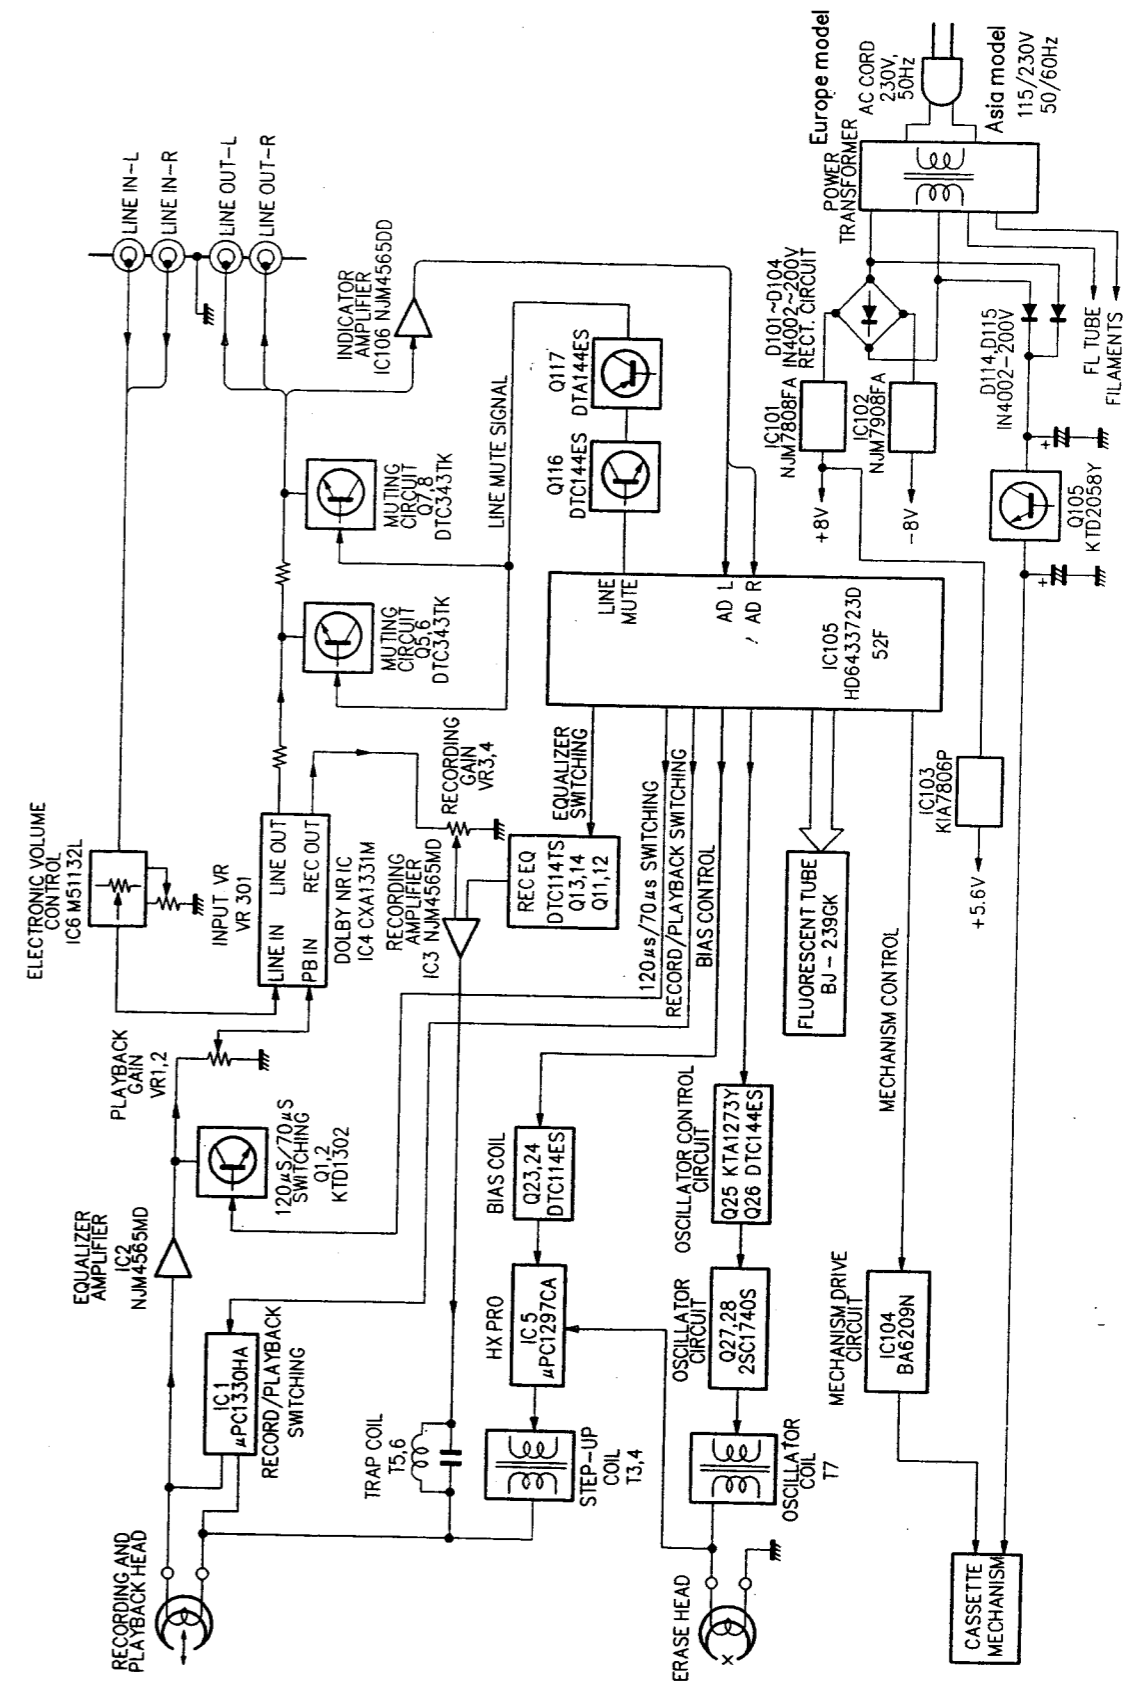 LINE IN-L
LINE IN-R
LINE OUT-L
LINE OUT-R
ELECTRONIC VOLUME
CONTROL
IC6 M51132L
INPUT VR
VR 301
LINE IN
LINE OUT
PB IN
REC OUT
DOLBY NR IC
IC4 CXA1331M
PLAYBACK
GAIN
VR1,2
120μS/70μS
SWITCHING
Q1,2
KTD1302
EQUALIZER
AMPLIFIER
IC2
NJM4565MD
IC 1
μPC1330HA
RECORD/PLAYBACK
SWITCHING
RECORDING AND
PLAYBACK HEAD
INDICATOR
AMPLIFIER
IC106 NJM4565DD
MUTING
CIRCUIT
Q7,8
DTC343TK
MUTING
CIRCUIT
Q5,6
DTC343TK
LINE MUTE SIGNAL
RECORDING
GAIN
VR3,4
RECORDING
AMPLIFIER
IC3 NJM4565MD
TRAP COIL
T5,6
Q117
DTA144ES
Q116
DTC144ES
LINE
MUTE
AD L
AD R
IC105
HD6433723D
52F
EQUALIZER
SWITCHING
REC EQ
DTC114TS
Q13,14
Q11,12
120μs/70μs SWITCHING
RECORD/PLAYBACK SWITCHING
BIAS CONTROL
BIAS COIL
Q23,24
DTC114ES
HX PRO
IC 5
μPC1297CA
STEP-UP
COIL
T3,4
OSCILLATOR CONTROL
CIRCUIT
Q25 KTA1273Y
Q26 DTC144ES
OSCILLATOR
CIRCUIT
Q27,28
2SC1740S
OSCILLATOR
COIL
T7
ERASE HEAD
FLUORESCENT TUBE
BJ-239GK
MECHANISM CONTROL
MECHANISM DRIVE
CIRCUIT
IC104
BA6209N
CASSETTE
MECHANISM
Europe model
AC CORD
230V,
50Hz
Asia model
115/230V
50/60Hz
POWER
TRANSFORMER
D101~D104
IN4002~200V
RECT. CIRCUIT
IC101
NJM7808FA
IC102
NJM7908FA
+8V
-8V
D114,D115
IN4002-200V
FL TUBE
FILAMENTS
+
Q105
KTD2058Y
+
IC103
KIA7806P
+5.6V